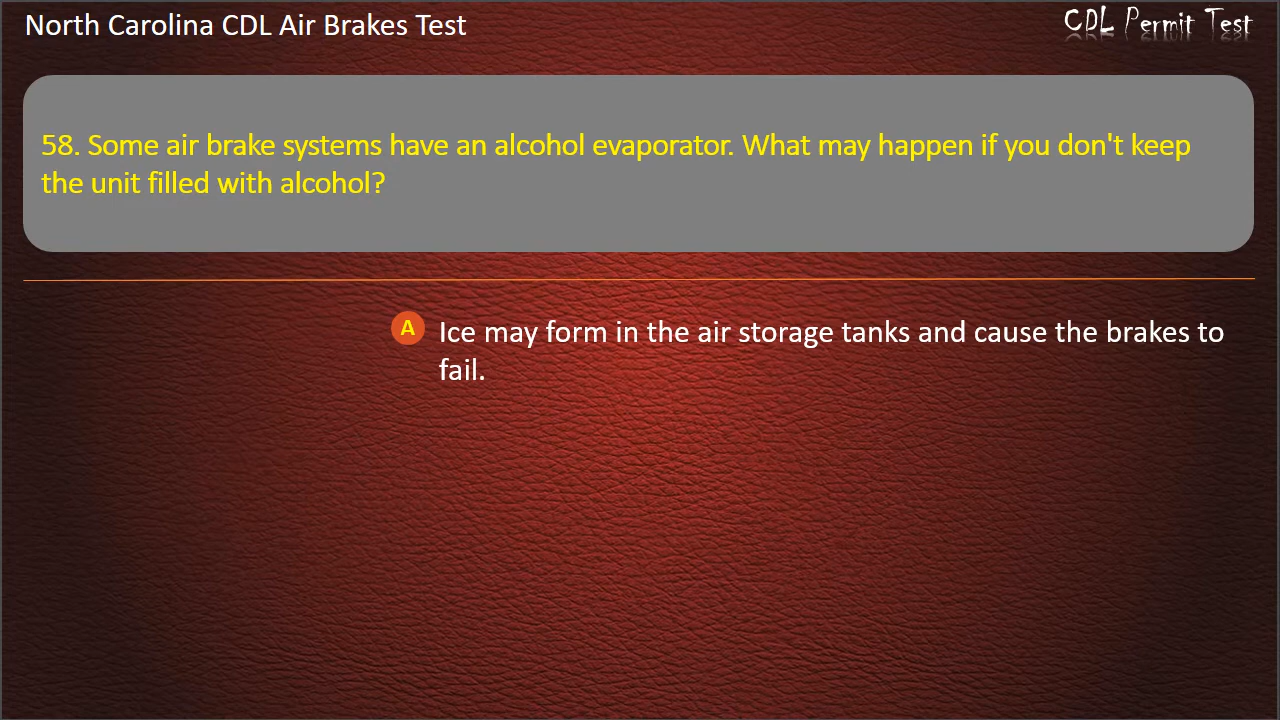 North Carolina CDL Air Brakes Test
CDL Permit Test
58. Some air brake systems have an alcohol evaporator. What may happen if you don't keep
the unit filled with alcohol?
A Ice may form in the air storage tanks and cause the brakes to
fail.